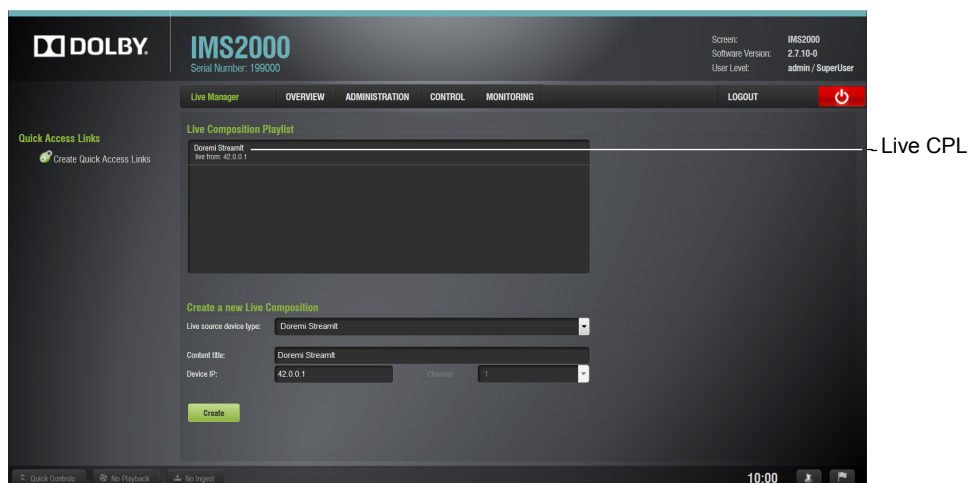 DOLBY.
IMS2000
Serial Number: 199000
Screen: IMS2000
Software Version: 2.7.10-0
User Level: admin / SuperUser
Live Manager OVERVIEW ADMINISTRATION CONTROL MONITORING LOGOUT
Quick Access Links
Create Quick Access Links
Live Composition Playlist
Doremi StreamIt
live from: 42.0.0.1
Live CPL
Create a new Live Composition
Live source device type: Doremi StreamIt
Content title: Doremi StreamIt
Device IP: 42.0.0.1 Channel 1
Create
Quick Controls No Playback No Ingest 10:00